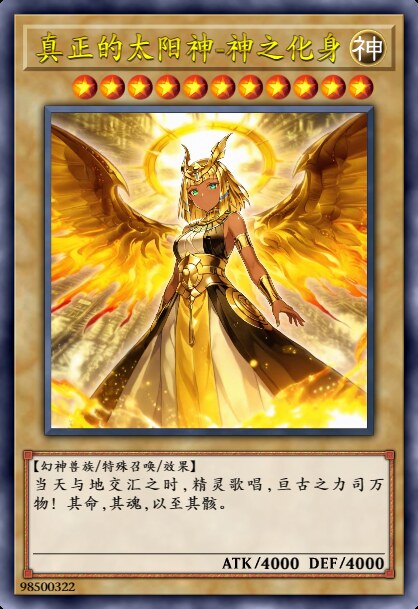 真正的太阳神-神之化身 神
【幻神兽族/特殊召唤/效果】
当天与地交汇之时,精灵歌唱,亘古之力司万
物!其命,其魂,以至其骸。
ATK/4000 DEF/4000
98500322